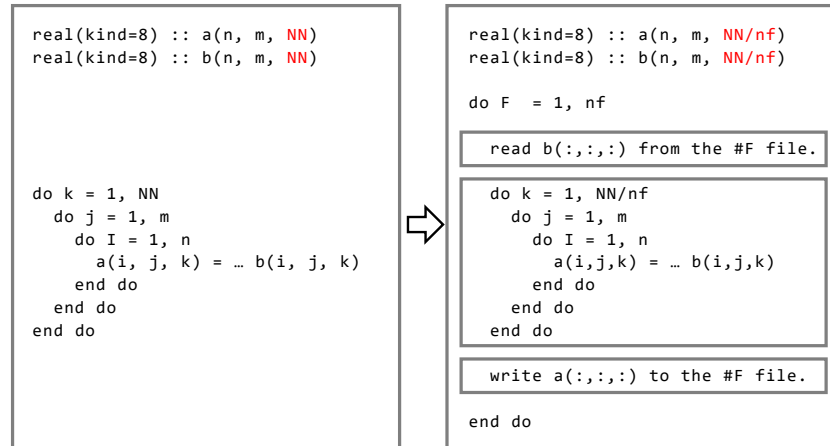 real(kind=8) :: a(n, m, NN)
real(kind=8) :: b(n, m, NN)
do k = 1, NN
do j = 1, m
do I = 1, n
a(i, j, k) = … b(i, j, k)
end do
end do
end do
real(kind=8) :: a(n, m, NN/nf)
real(kind=8) :: b(n, m, NN/nf)
do F  = 1, nf
read b(:,:,:) from the #F file.
do k = 1, NN/nf
do j = 1, m
do I = 1, n
a(i,j,k) = … b(i,j,k)
end do
end do
end do
write a(:,:,:) to the #F file.
end do